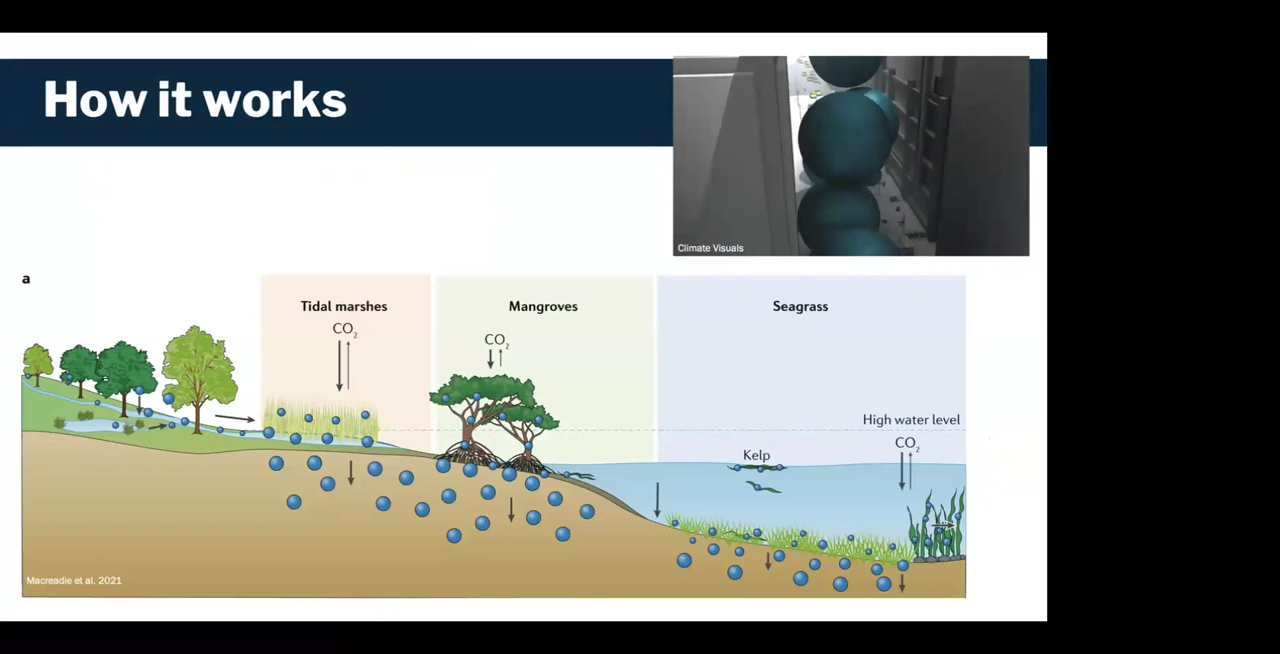 How it works
Climate Visuals
a
Tidal marshes
Mangroves
Seagrass
CO2
CO2
High water level
CO2
Kelp
Macreadie et al. 2021